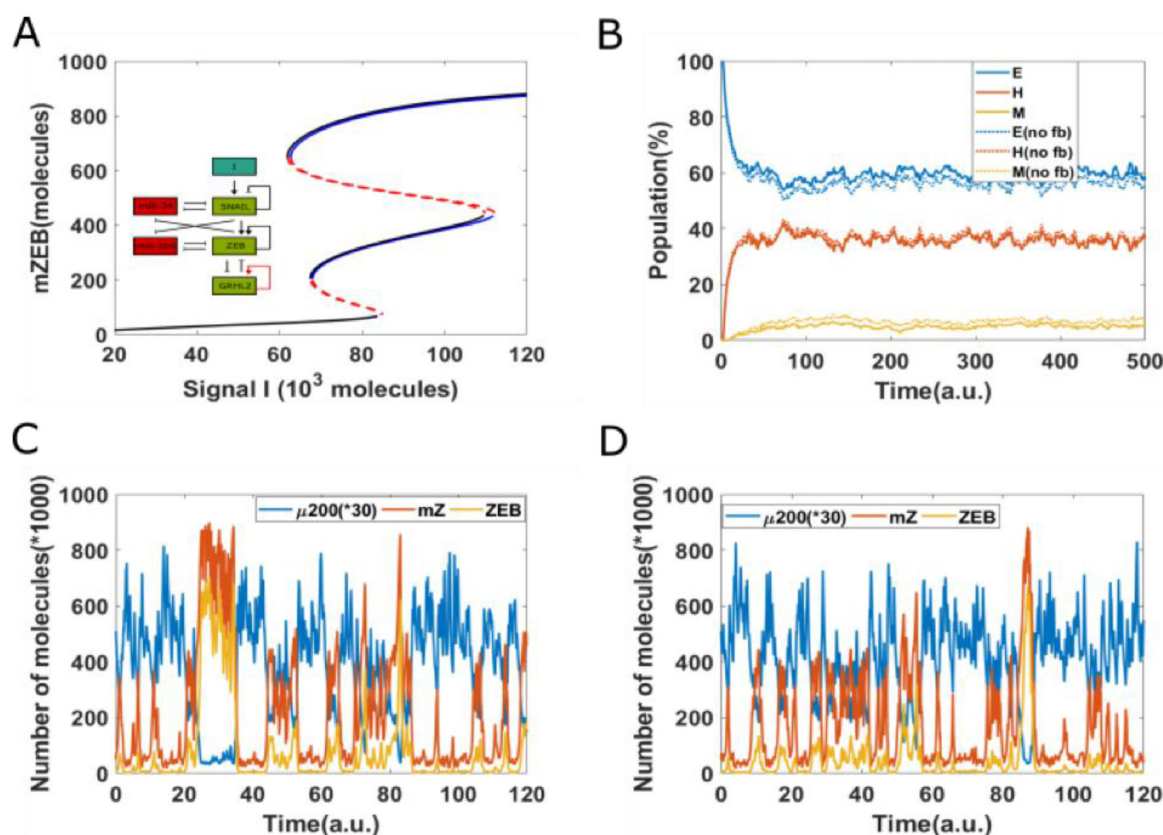 A
1000
800
600
400
200
0
mZEB(molecules)
I
miR-34
SNAIL
miR-200
ZEB
GRHL2
20 40 60 80 100 120
Signal I (10³ molecules)
B
100
80
60
40
20
0
Population(%)
E
H
M
E(no fb)
H(no fb)
M(no fb)
0 100 200 300 400 500
Time(a.u.)
C
1000
800
600
400
200
0
Number of molecules(*1000)
μ200(*30) mZ ZEB
0 20 40 60 80 100 120
Time(a.u.)
D
1000
800
600
400
200
0
Number of molecules(*1000)
μ200(*30) mZ ZEB
0 20 40 60 80 100 120
Time(a.u.)